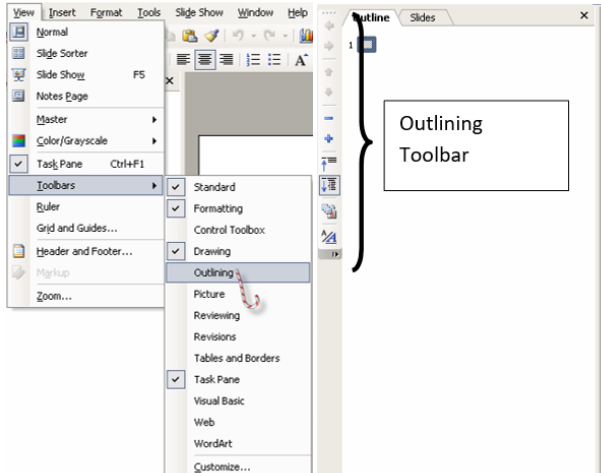 View Insert Format Tools Slide Show Window Help
Normal
Slide Sorter
Slide Show F5
Notes Page
Master
Color/Grayscale
Task Pane Ctrl+F1
Toolbars
Ruler
Grid and Guides...
Header and Footer...
Markup
Zoom...
Standard
Formatting
Control Toolbox
Drawing
Outlining
Picture
Reviewing
Revisions
Tables and Borders
Task Pane
Visual Basic
Web
WordArt
Customize...
Outline Slides
1
Outlining
Toolbar